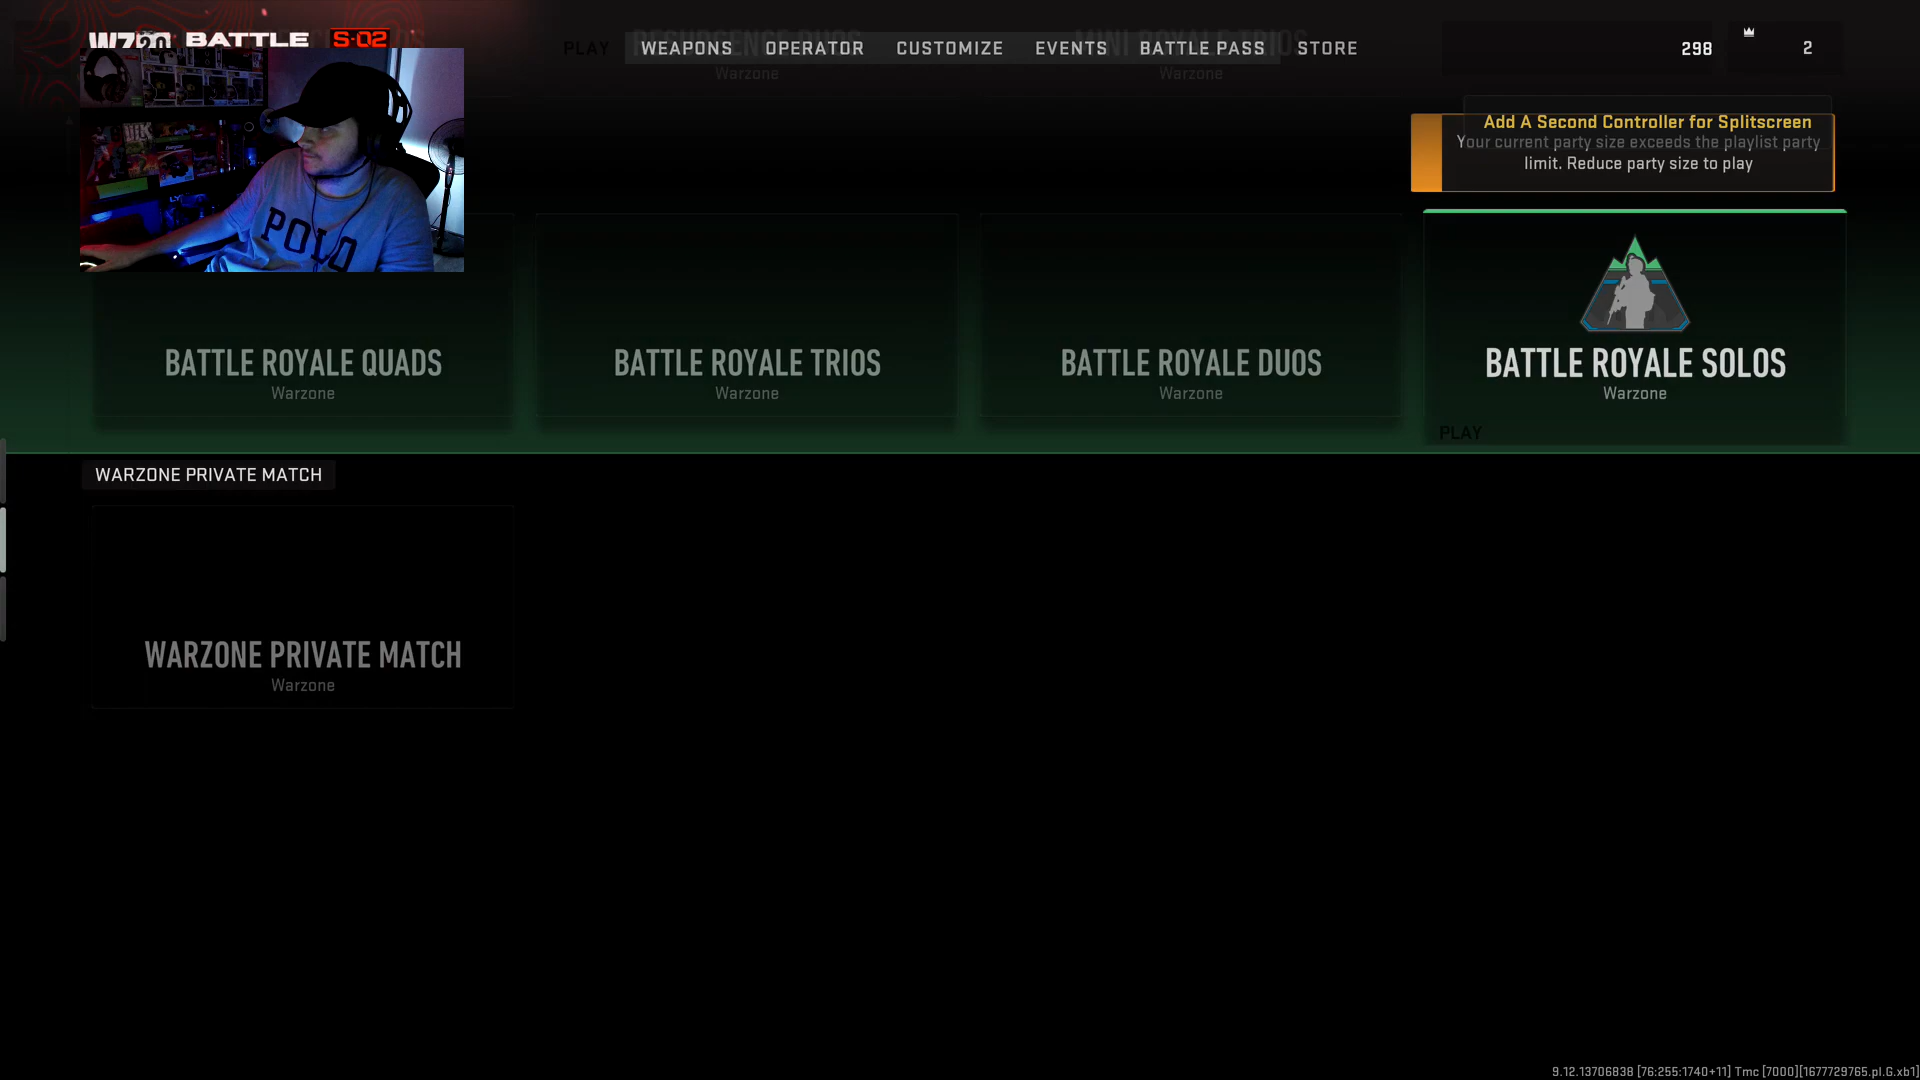 WZ2.0 BATTLE S-02
PLAY WEAPONS OPERATOR CUSTOMIZE EVENTS BATTLE PASS STORE
298
2
Warzone
Warzone
Add A Second Controller for Splitscreen
Your current party size exceeds the playlist party
limit. Reduce party size to play
POLO
BATTLE ROYALE QUADS
Warzone
BATTLE ROYALE TRIOS
Warzone
BATTLE ROYALE DUOS
Warzone
BATTLE ROYALE SOLOS
Warzone
PLAY
WARZONE PRIVATE MATCH
WARZONE PRIVATE MATCH
Warzone
9.12.13706838 [76:255:1740+11] Tmc [7000][1677729765.pl.G.xb1]